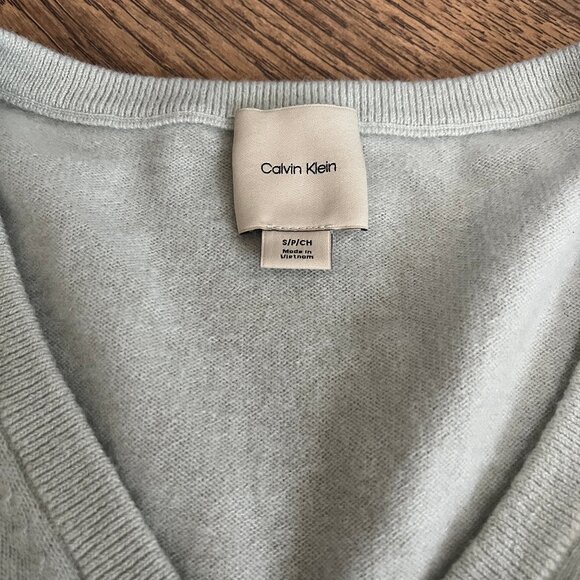 Calvin Klein
S/P/CH
Made in
Vietnam